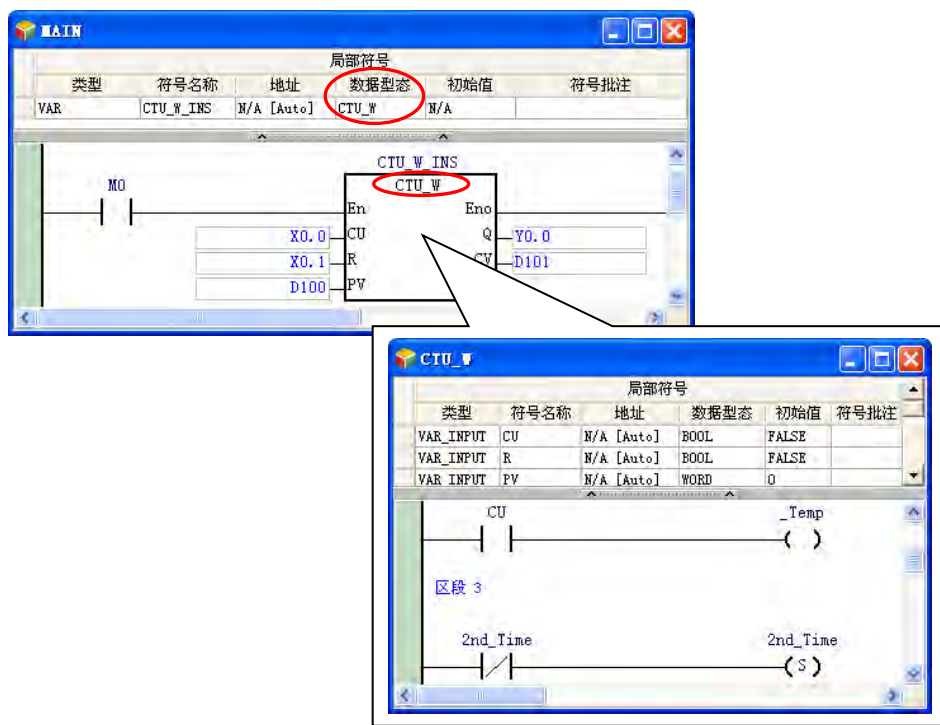 MAIN
局部符号
类型 符号名称 地址 数据型态 初始值 符号批注
VAR CTU_W_INS N/A [Auto] CTU_W N/A
CTU_W_INS
M0 CTU_W
En Eno
X0.0 CU Q Y0.0
X0.1 R CV D101
D100 PV
CTU_W
局部符号
类型 符号名称 地址 数据型态 初始值 符号批注
VAR_INPUT CU N/A [Auto] BOOL FALSE
VAR_INPUT R N/A [Auto] BOOL FALSE
VAR_INPUT PV N/A [Auto] WORD 0
CU _Temp
区段 3
2nd_Time 2nd_Time
S